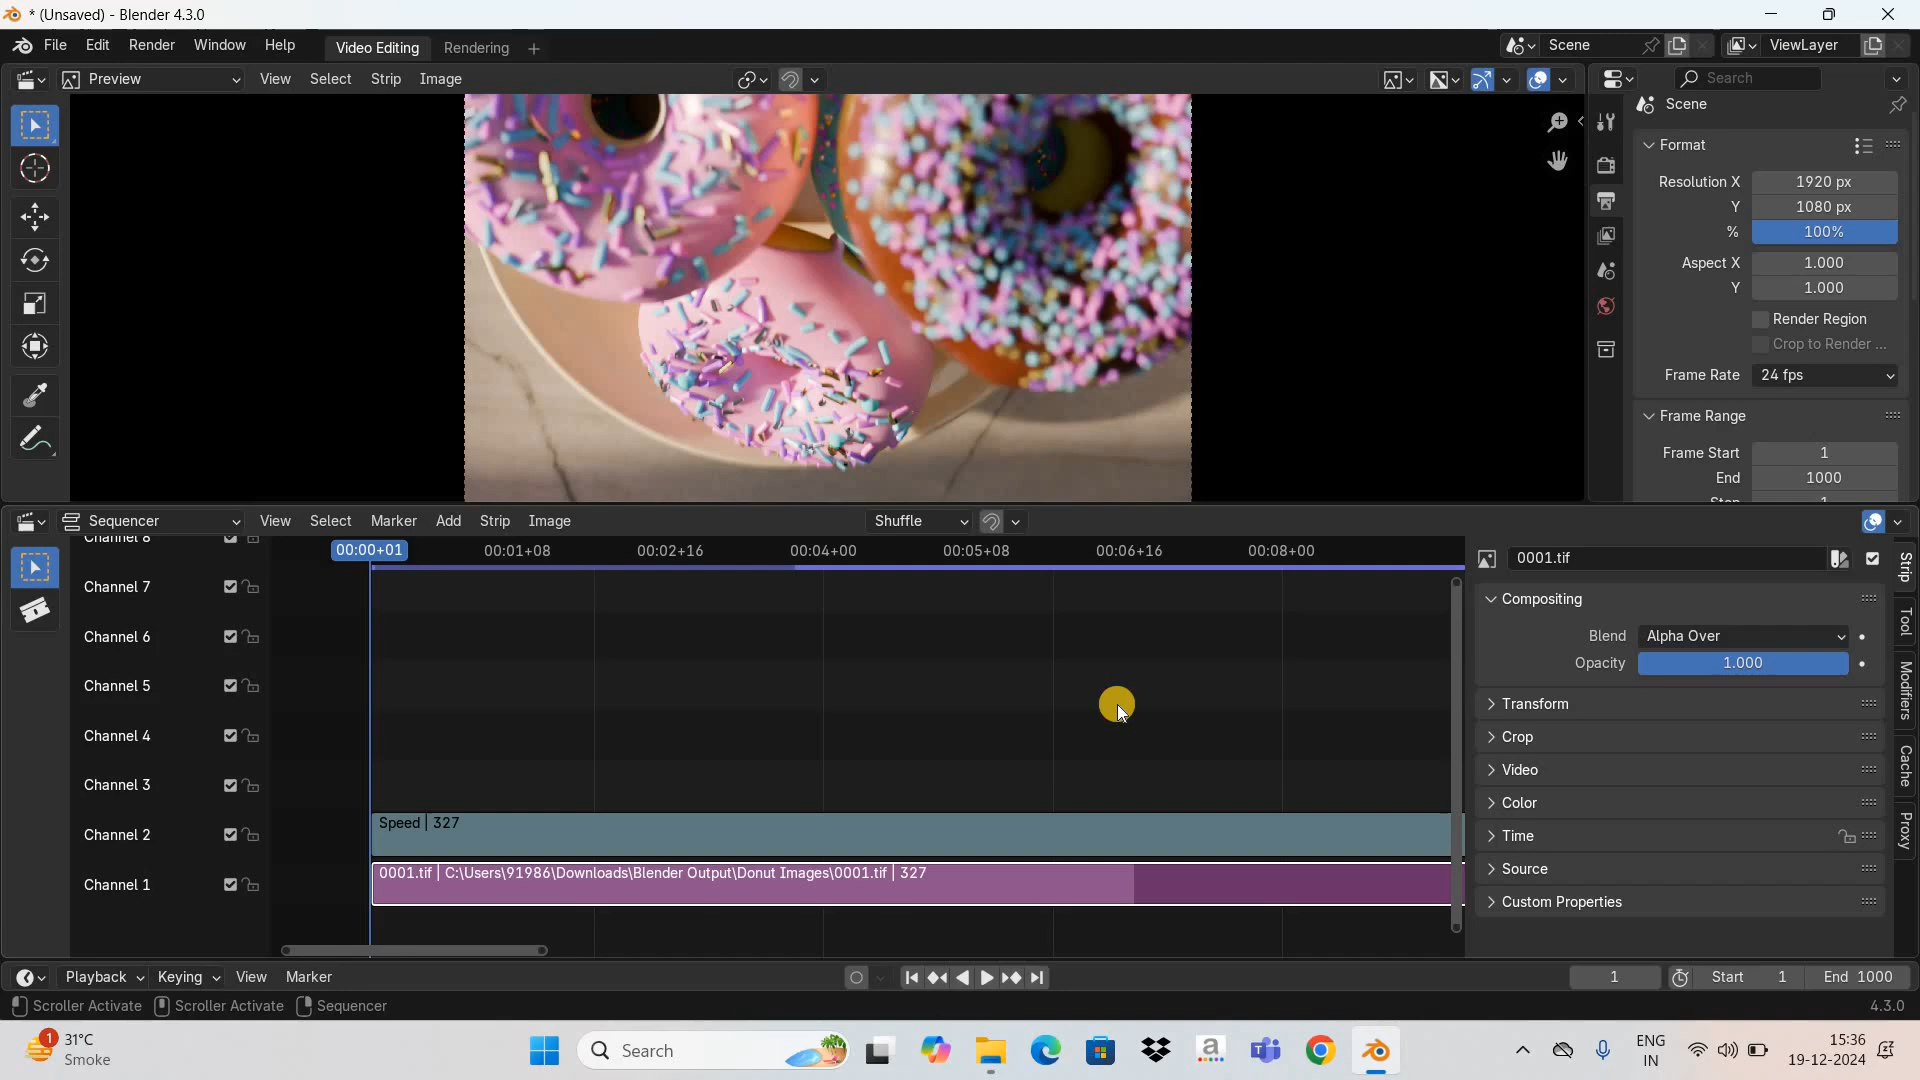 * (Unsaved) - Blender 4.3.0
File Edit Render Window Help Video Editing Rendering + Scene ViewLayer
Preview View Select Strip Image Search
Scene
Format
Resolution X 1920 px
Y 1080 px
% 100%
Aspect X 1.000
Y 1.000
Render Region
Crop to Render ...
Frame Rate 24 fps
Frame Range
Frame Start 1
End 1000
Sequencer View Select Marker Add Strip Image Shuffle
00:00+01 00:01+08 00:02+16 00:04+00 00:05+08 00:06+16 00:08+00
Channel 8
Channel 7
Channel 6
Channel 5
Channel 4
Channel 3
Channel 2
Channel 1
Speed | 327
0001.tif | C:\Users\91986\Downloads\Blender Output\Donut Images\0001.tif | 327
0001.tif
Compositing
Blend Alpha Over
Opacity 1.000
Transform
Crop
Video
Color
Time
Source
Custom Properties
Strip
Tool
Modifiers
Cache
Proxy
Playback Keying View Marker 1 Start 1 End 1000
Scroller Activate Scroller Activate Sequencer 4.3.0
1 31°C
Smoke
Search
a
ENG
IN
15:36
19-12-2024